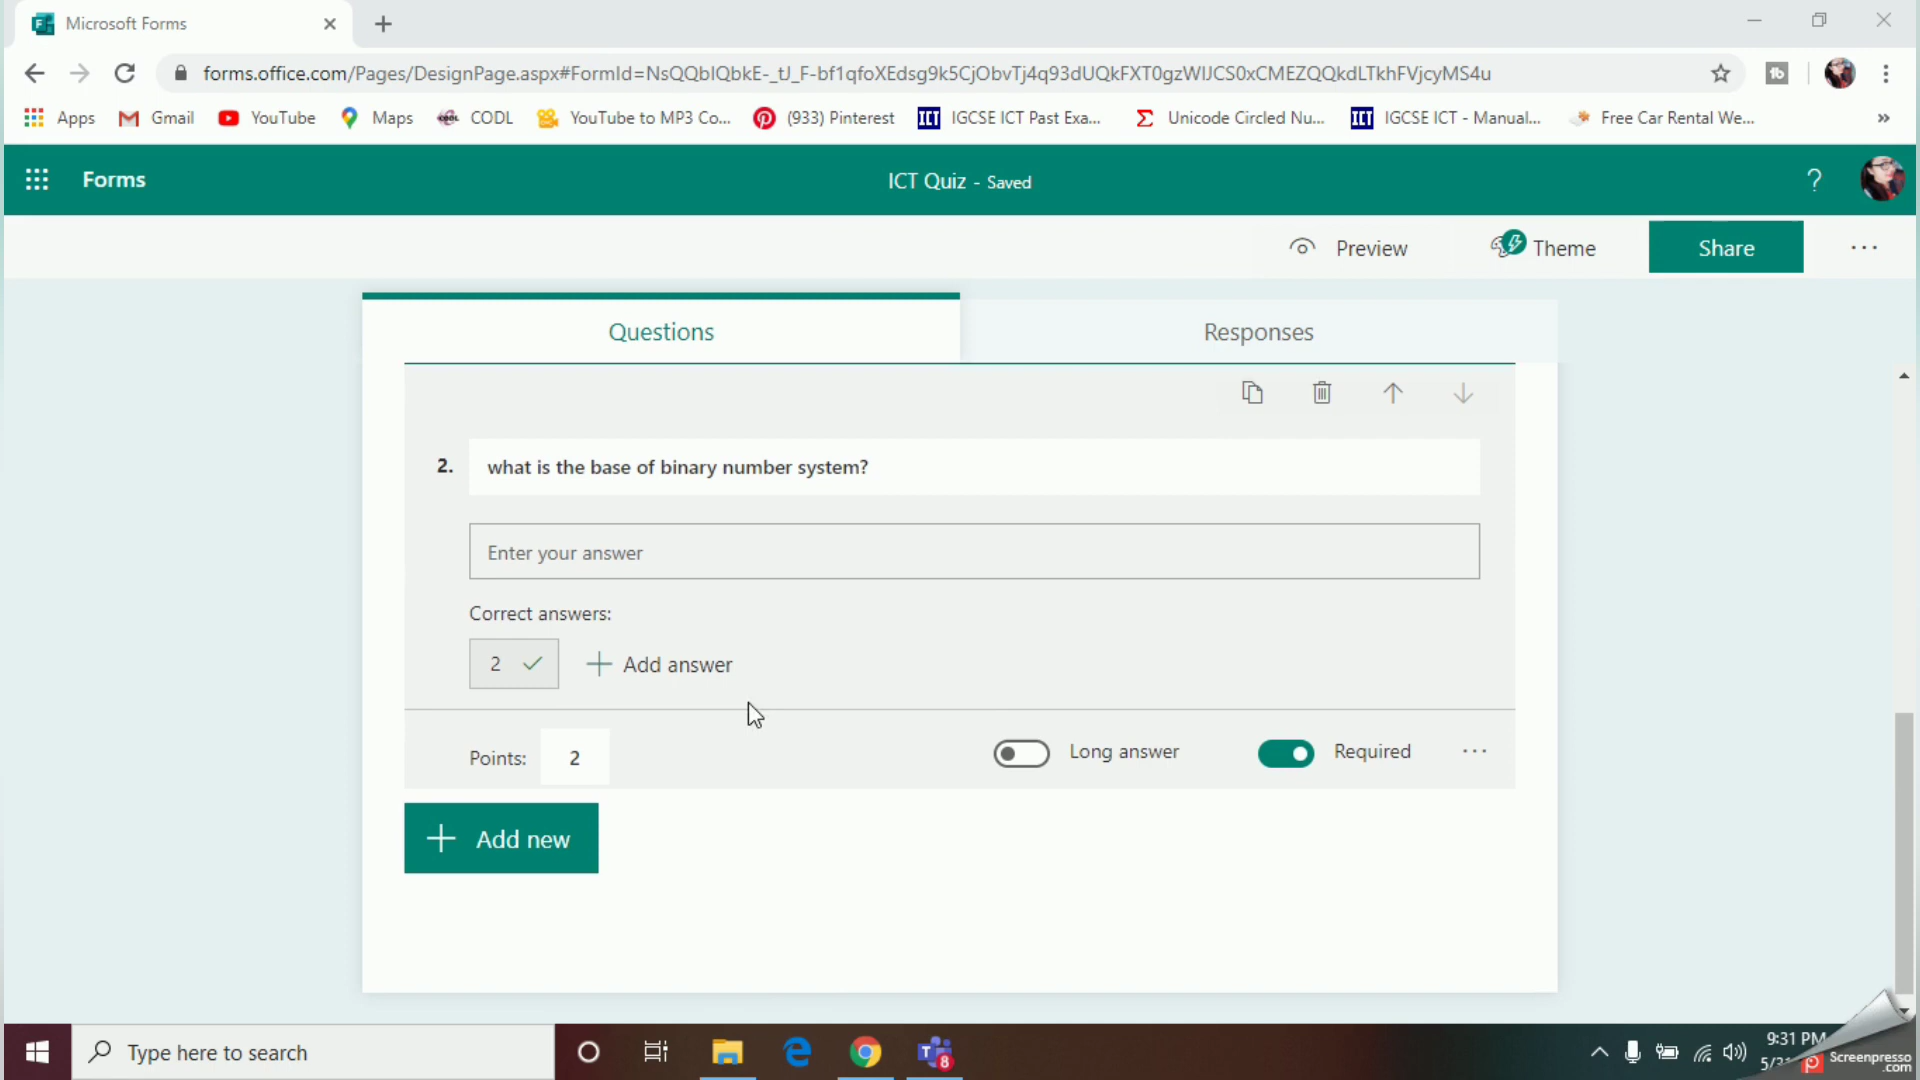 Microsoft Forms
forms.office.com/Pages/DesignPage.aspx#FormId=NsQQbIQbkE-_tJ_F-bf1qfoXEdsg9k5CjObvTj4q93dUQkFXT0gzWlJCS0xCMEZQQkdLTkhFVjcyMS4u
Apps Gmail YouTube Maps CODL YouTube to MP3 Co... (933) Pinterest ICT IGCSE ICT Past Exa... Unicode Circled Nu... ICT IGCSE ICT - Manual... Free Car Rental We... »
Forms ICT Quiz - Saved ?
Preview Theme Share ...
Questions Responses
2. what is the base of binary number system?
Enter your answer
Correct answers:
2 Add answer
Points: 2 Long answer Required ...
Add new
Type here to search 8 9:31 PM
Screenpresso
.com